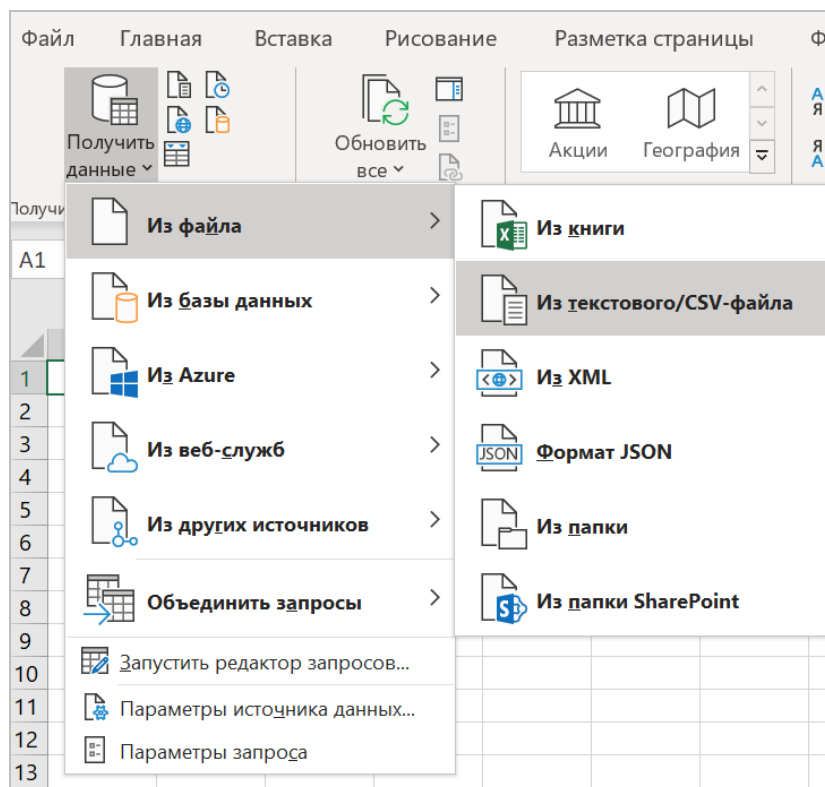 Файл Главная Вставка Рисование Разметка страницы Ф
Получить
данные
Обновить
все
Акции География
А
Я
Я
А
Получи
A1
Из файла
Из базы данных
Из Azure
Из веб-служб
Из других источников
Объединить запросы
Запустить редактор запросов...
Параметры источника данных...
Параметры запроса
Из книги
Из текстового/CSV-файла
Из XML
JSON
Формат JSON
Из папки
Из папки SharePoint
1
2
3
4
5
6
7
8
9
10
11
12
13